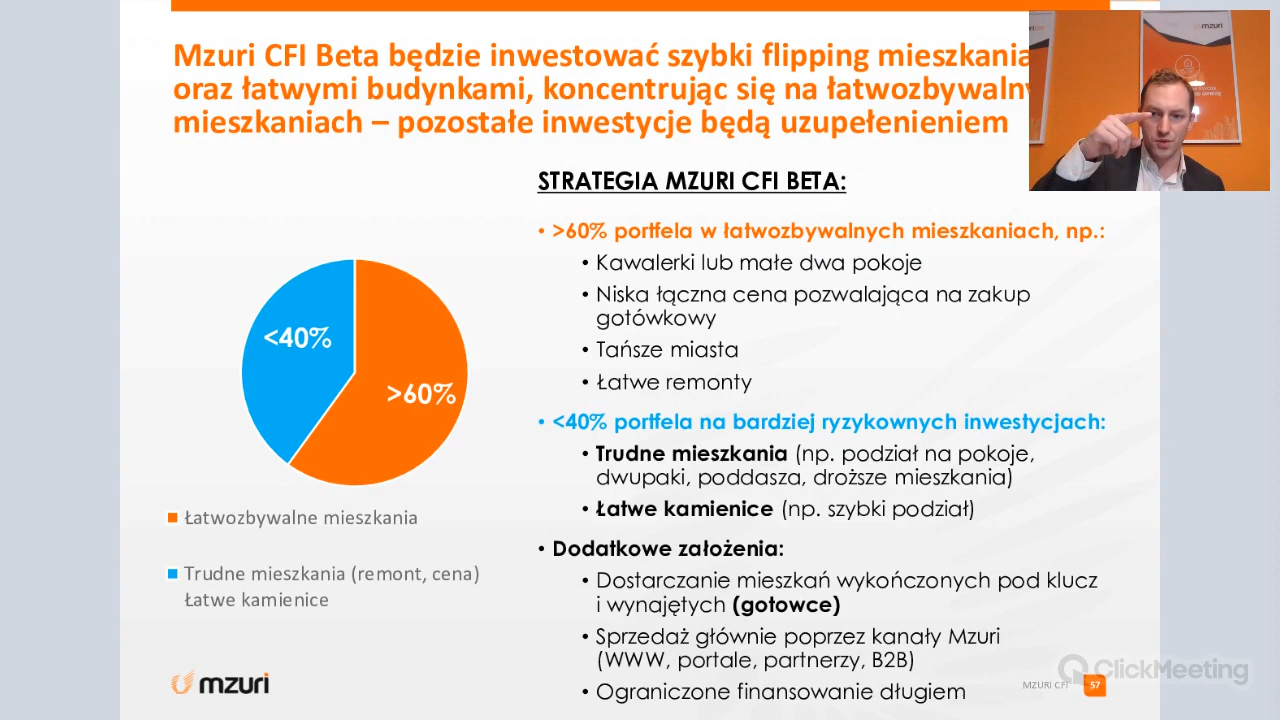 Mzuri CFI Beta będzie inwestować szybki flipping mieszkania
oraz łatwymi budynkami, koncentrując się na
mieszkaniach – pozostałe inwestycje będą uzupełenieniem
mzuri
STRATEGIA MZURI CFI BETA:
• >60% portfela w łatwozbywalnych mieszkaniach, np.:
• Kawalerki lub małe dwa pokoje
• Niska łączna cena pozwalająca na zakup
gotówkowy
• Tańsze miasta
• Łatwe remonty
• <40% portfela na bardziej ryzykownych inwestycjach:
• Trudne mieszkania (np. podział na pokoje,
dwupaki, poddasza, droższe mieszkania)
• Łatwe kamienice (np. szybki podział)
• Dodatkowe założenia:
• Dostarczanie mieszkań wykończonych pod klucz
i wynajętych (gotowce)
• Sprzedaż głównie poprzez kanały Mzuri
(WWW, portale, partnerzy, B2B)
• Ograniczone finansowanie długiem
<40%
>60%
Łatwozbywalne mieszkania
Trudne mieszkania (remont, cena)
Łatwe kamienice
mzuri
MZURI CFI
57
ClickMeeting